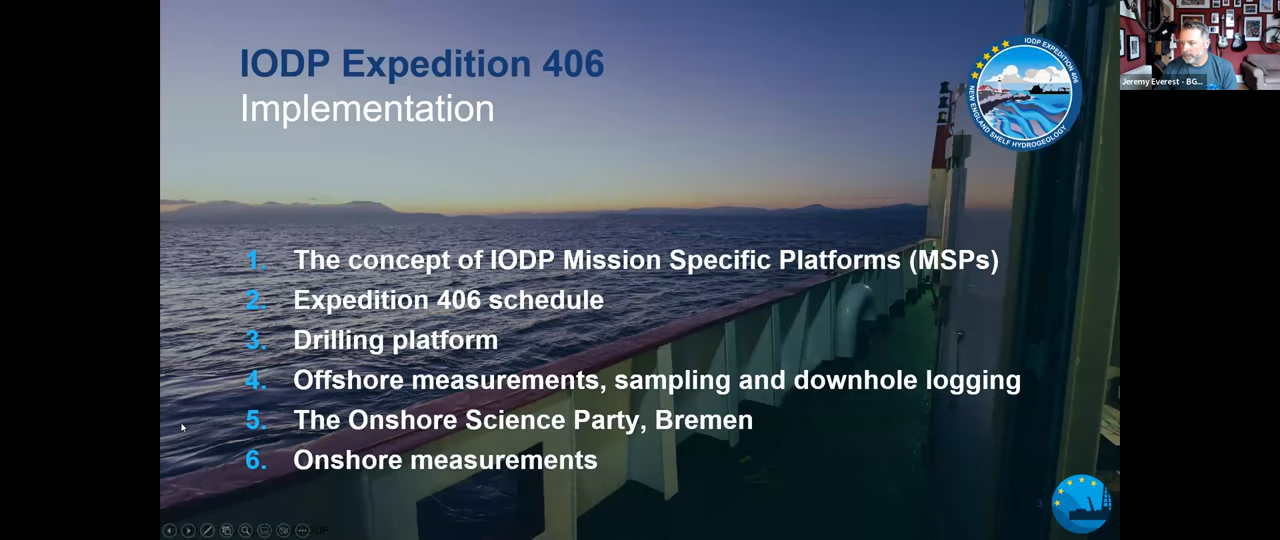 IODP Expedition 406
Implementation
IODP EXPEDITION 406
NEW ENGLAND SHELF HYDROGEOLOGY
Jeremy Everest - BG...
1. The concept of IODP Mission Specific Platforms (MSPs)
2. Expedition 406 schedule
3. Drilling platform
4. Offshore measurements, sampling and downhole logging
5. The Onshore Science Party, Bremen
6. Onshore measurements
3